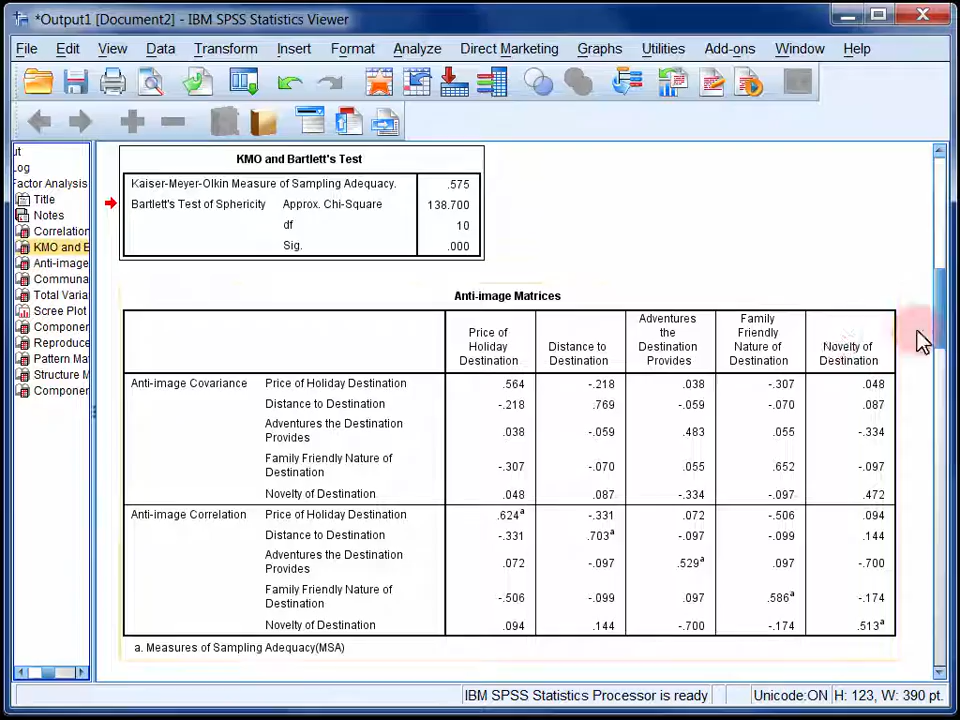 *Output1 [Document2] - IBM SPSS Statistics Viewer
File Edit View Data Transform Insert Format Analyze Direct Marketing Graphs Utilities Add-ons Window Help
ut
Log
Factor Analysis
Title
Notes
Correlation
KMO and E
Anti-image
Communa
Total Varia
Scree Plot
Componen
Reproduce
Pattern Ma
Structure M
Componen
KMO and Bartlett's Test
Kaiser-Meyer-Olkin Measure of Sampling Adequacy. .575
Bartlett's Test of Sphericity Approx. Chi-Square 138.700
df 10
Sig. .000
Anti-image Matrices
Price of Holiday Destination Distance to Destination Adventures the Destination Provides Family Friendly Nature of Destination Novelty of Destination
Anti-image Covariance Price of Holiday Destination .564 -.218 .038 -.307 .048
Distance to Destination -.218 .769 -.059 -.070 .087
Adventures the Destination Provides .038 -.059 .483 .055 -.334
Family Friendly Nature of Destination -.307 -.070 .055 .652 -.097
Novelty of Destination .048 .087 -.334 -.097 .472
Anti-image Correlation Price of Holiday Destination .624a -.331 .072 -.506 .094
Distance to Destination -.331 .703a -.097 -.099 .144
Adventures the Destination Provides .072 -.097 .529a .097 -.700
Family Friendly Nature of Destination -.506 -.099 .097 .586a -.174
Novelty of Destination .094 .144 -.700 -.174 .513a
a. Measures of Sampling Adequacy(MSA)
IBM SPSS Statistics Processor is ready Unicode:ON H: 123, W: 390 pt.